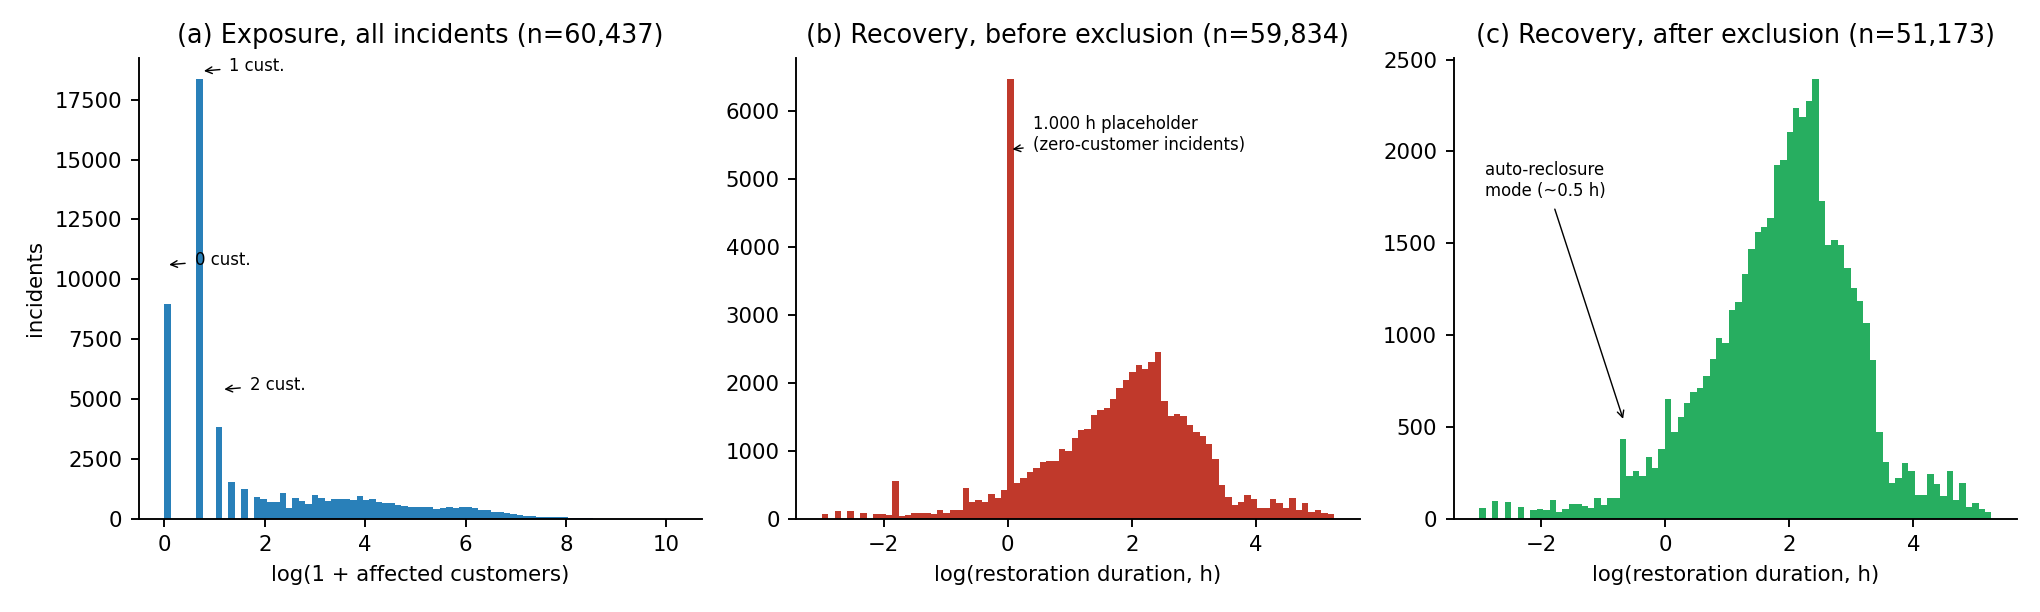 (a) Exposure, all incidents (n=60,437)
1 cust.
0 cust.
2 cust.
17500
15000
12500
10000
7500
5000
2500
0
incidents
0 2 4 6 8 10
log(1 + affected customers)
(b) Recovery, before exclusion (n=59,834)
1.000 h placeholder
(zero-customer incidents)
6000
5000
4000
3000
2000
1000
0
−2 0 2 4
log(restoration duration, h)
(c) Recovery, after exclusion (n=51,173)
auto-reclosure
mode (~0.5 h)
2500
2000
1500
1000
500
0
−2 0 2 4
log(restoration duration, h)